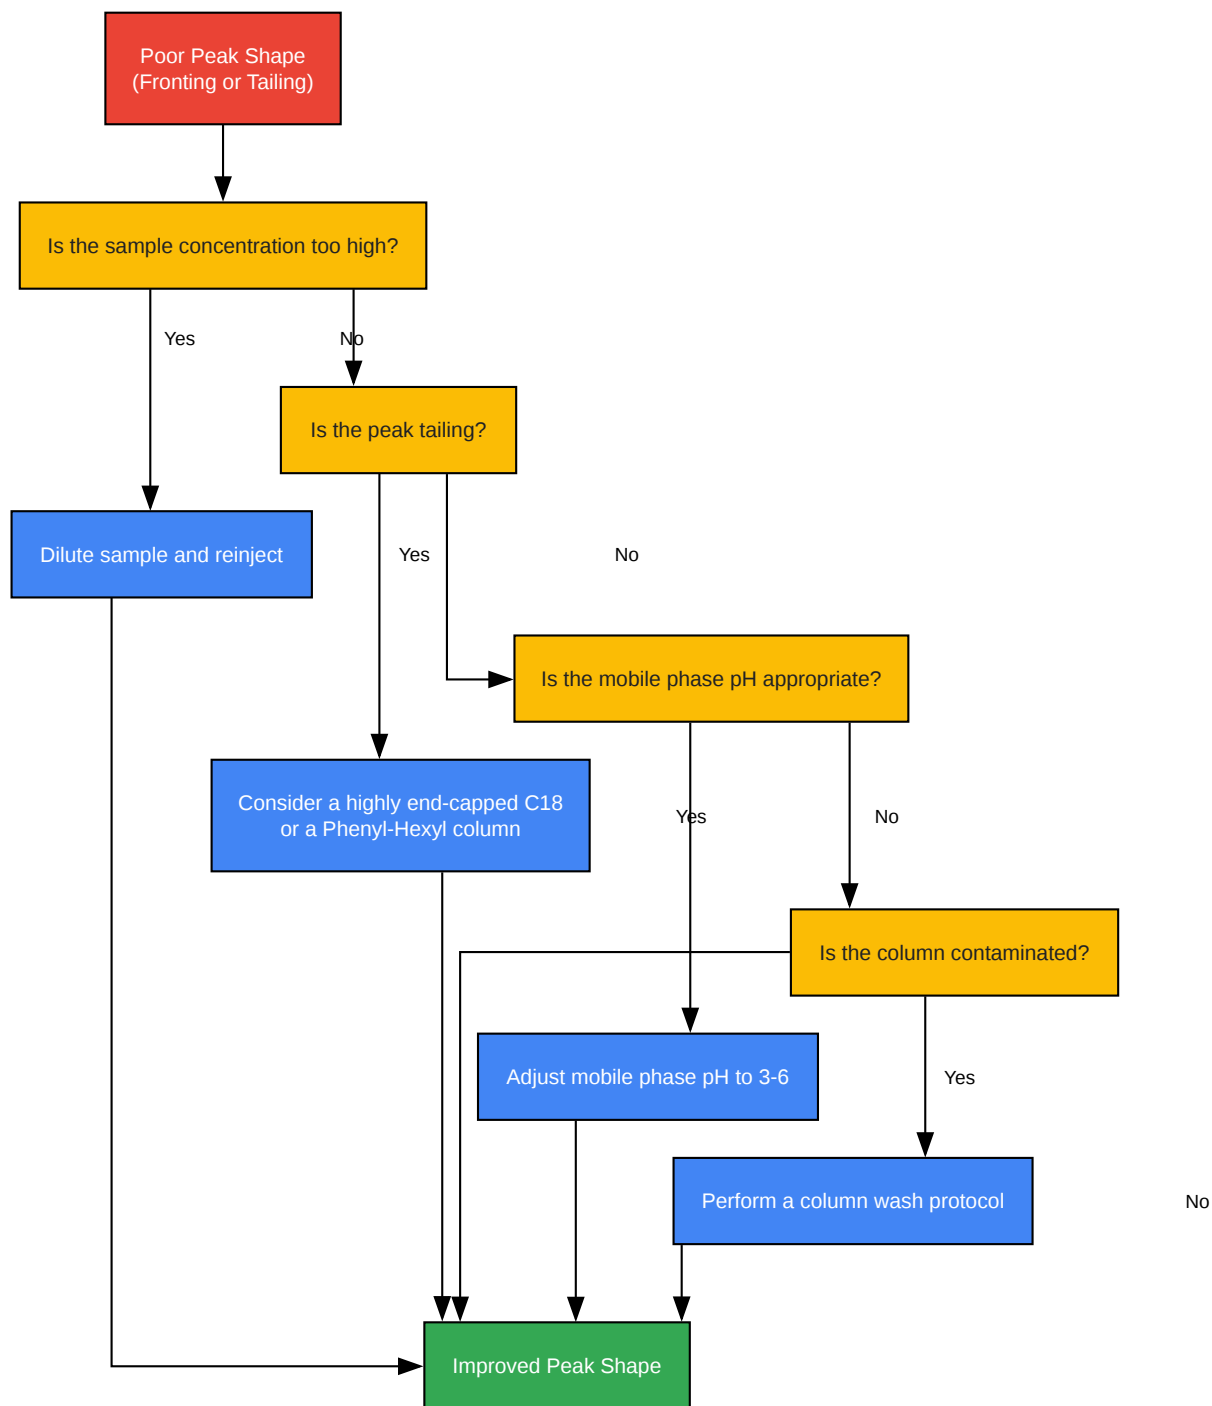 Poor Peak Shape
(Fronting or Tailing)
Is the sample concentration too high?
Yes
No
Is the peak tailing?
Dilute sample and reinject
Yes
No
Is the mobile phase pH appropriate?
Consider a highly end-capped C18
or a Phenyl-Hexyl column
Yes
No
Is the column contaminated?
Adjust mobile phase pH to 3-6
Yes
Perform a column wash protocol
No
Improved Peak Shape